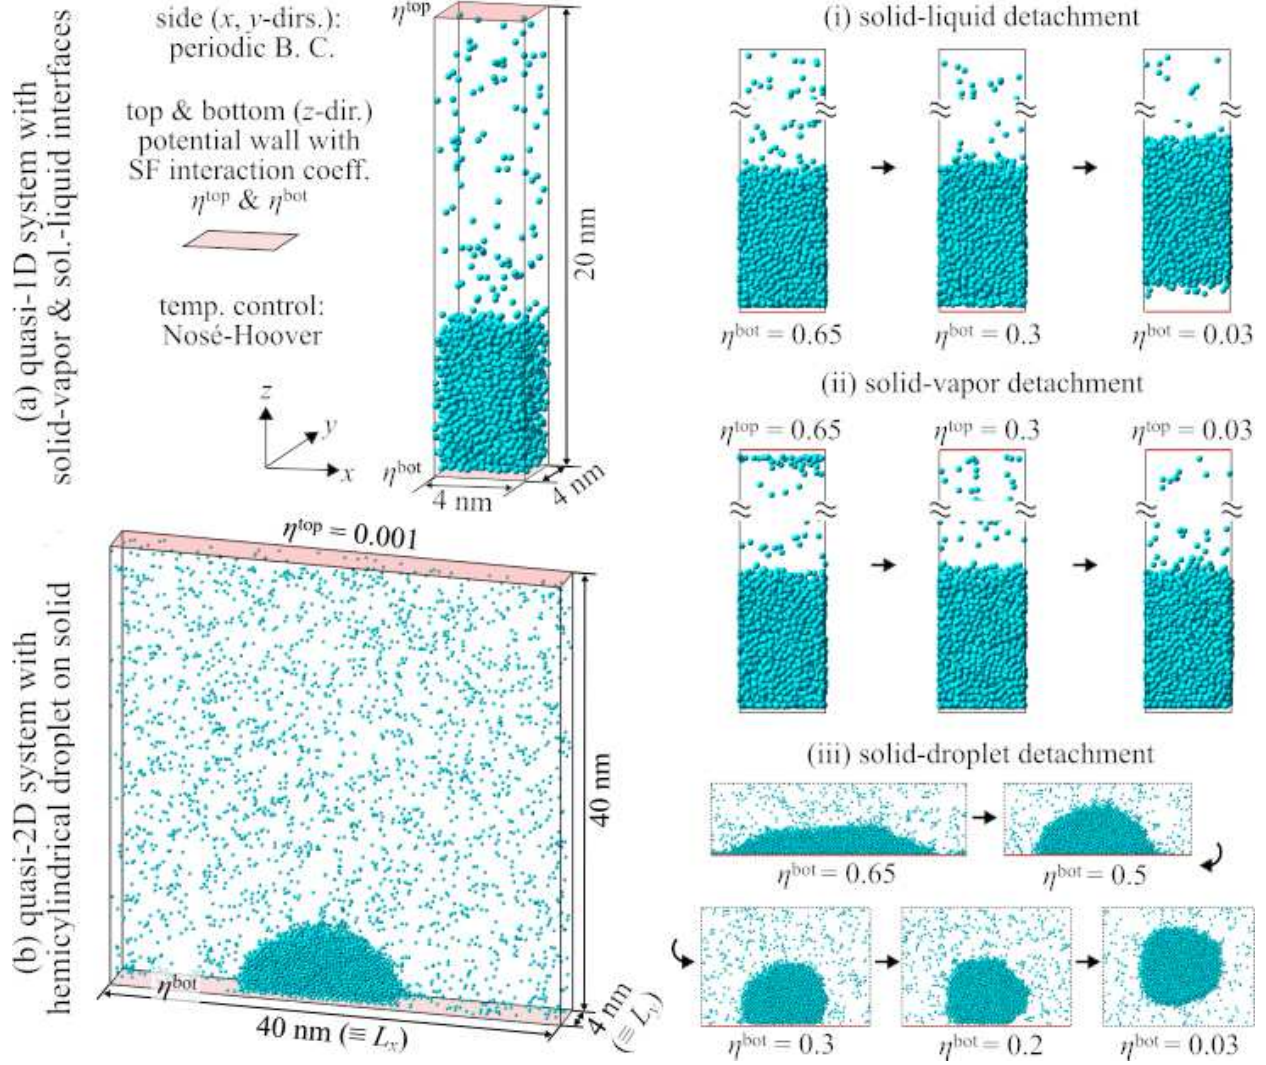 (a) quasi-1D system with
solid-vapor & sol.-liquid interfaces
side (x, y-dirs.):
periodic B. C.
top & bottom (z-dir.)
potential wall with
SF interaction coeff.
η^top & η^bot
temp. control:
Nosé-Hoover
z
y
x
η^top
20 nm
η^bot
4 nm
4 nm
(i) solid-liquid detachment
η^bot = 0.65
η^bot = 0.3
η^bot = 0.03
(ii) solid-vapor detachment
η^top = 0.65
η^top = 0.3
η^top = 0.03
(b) quasi-2D system with
hemicylindrical droplet on solid
η^top = 0.001
40 nm
η^bot
40 nm (≡ Lₓ)
4 nm
(≡ L_y)
(iii) solid-droplet detachment
η^bot = 0.65
η^bot = 0.5
η^bot = 0.3
η^bot = 0.2
η^bot = 0.03